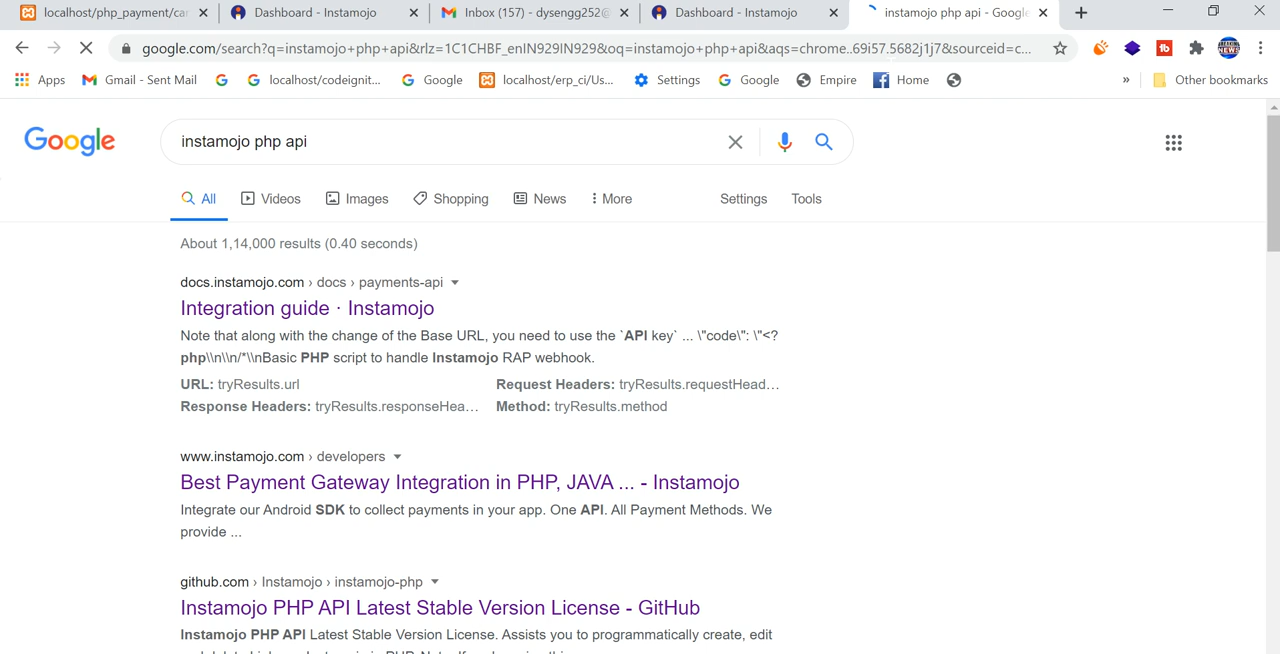 localhost/php_payment/car
Dashboard - Instamojo
Inbox (157) - dysengg252@
Dashboard - Instamojo
instamojo php api - Google
google.com/search?q=instamojo+php+api&rlz=1C1CHBF_enIN929IN929&oq=instamojo+php+api&aqs=chrome..69i57.5682j1j7&sourceid=c...
Apps
Gmail - Sent Mail
localhost/codeignit...
Google
localhost/erp_ci/Us...
Settings
Google
Empire
Home
»
Other bookmarks
Google
instamojo php api
All
Videos
Images
Shopping
News
More
Settings
Tools
About 1,14,000 results (0.40 seconds)
docs.instamojo.com › docs › payments-api
Integration guide · Instamojo
Note that along with the change of the Base URL, you need to use the `API key` ... \"code\": \"<?
php\\n\\n/*\\nBasic PHP script to handle Instamojo RAP webhook.
URL: tryResults.url
Request Headers: tryResults.requestHead...
Response Headers: tryResults.responseHea...
Method: tryResults.method
www.instamojo.com › developers
Best Payment Gateway Integration in PHP, JAVA ... - Instamojo
Integrate our Android SDK to collect payments in your app. One API. All Payment Methods. We
provide ...
github.com › Instamojo › instamojo-php
Instamojo PHP API Latest Stable Version License - GitHub
Instamojo PHP API Latest Stable Version License. Assists you to programmatically create, edit